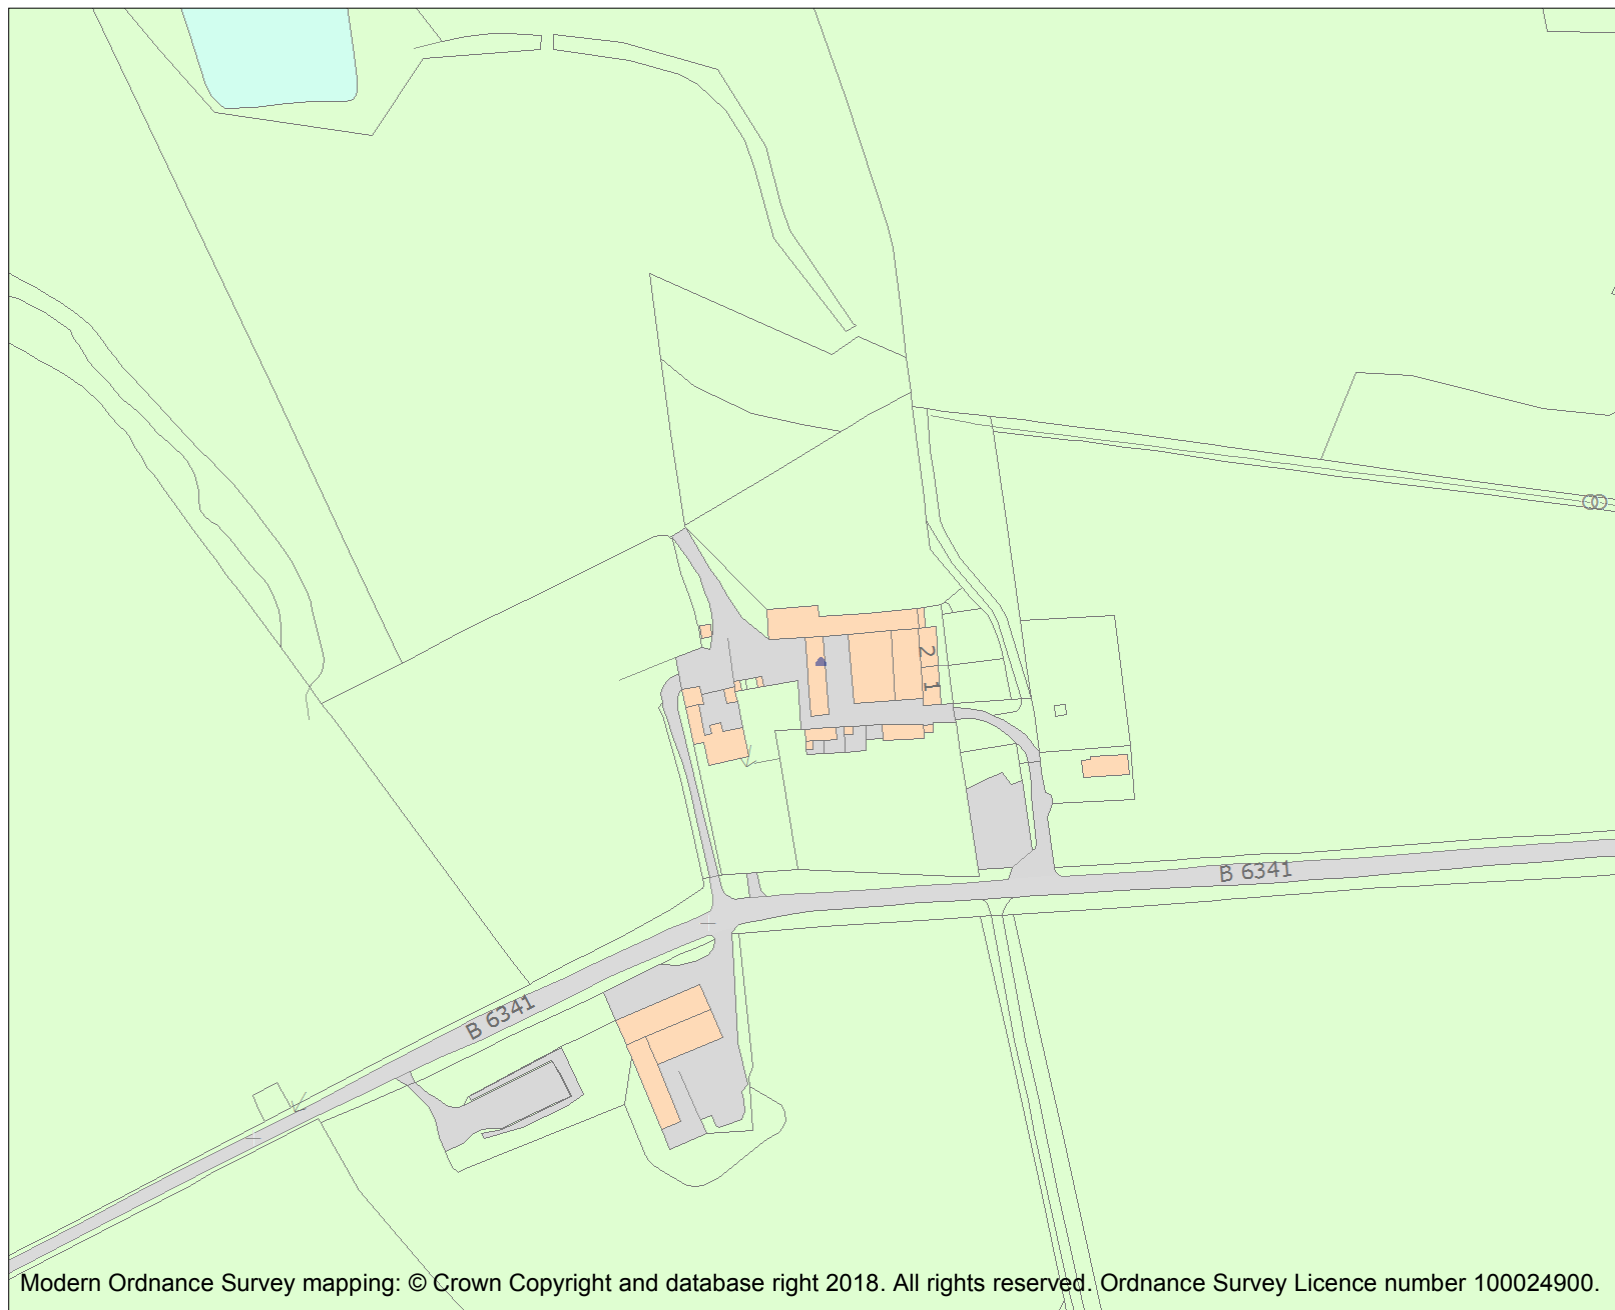 2
1
B 6341
B 6341
Modern Ordnance Survey mapping: © Crown Copyright and database right 2018. All rights reserved. Ordnance Survey Licence number 100024900.